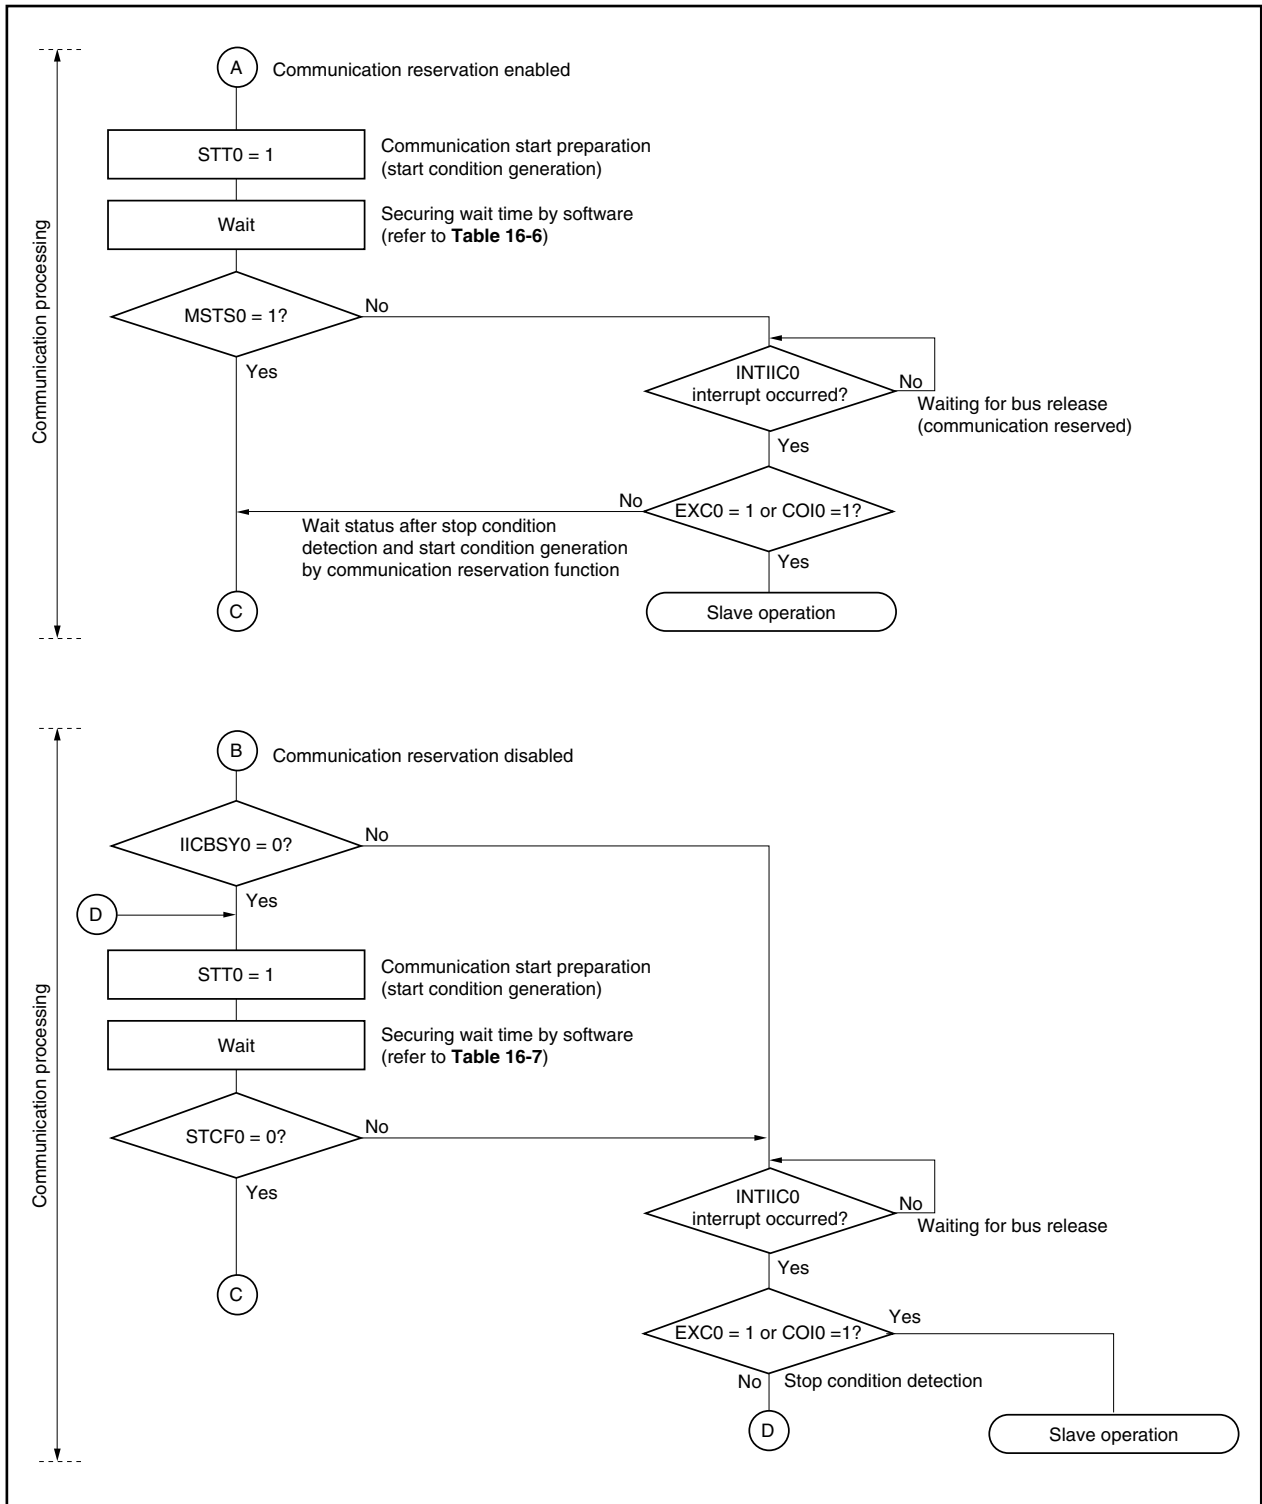 A
Communication reservation enabled
STT0 = 1
Communication start preparation
(start condition generation)
Wait
Securing wait time by software
(refer to Table 16-6)
MSTS0 = 1?
No
Yes
INTIIC0
interrupt occurred?
No
Waiting for bus release
(communication reserved)
Yes
EXC0 = 1 or COI0 =1?
No
Wait status after stop condition
detection and start condition generation
by communication reservation function
Yes
C
Slave operation
Communication processing
B
Communication reservation disabled
IICBSY0 = 0?
No
Yes
D
STT0 = 1
Communication start preparation
(start condition generation)
Wait
Securing wait time by software
(refer to Table 16-7)
STCF0 = 0?
No
Yes
INTIIC0
interrupt occurred?
No
Waiting for bus release
Yes
C
EXC0 = 1 or COI0 =1?
Yes
No
Stop condition detection
D
Slave operation
Communication processing